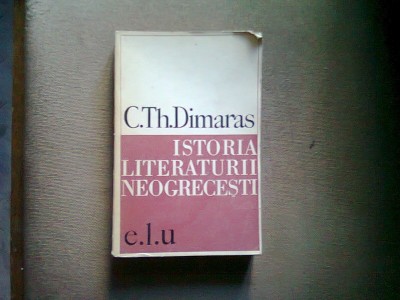 C.Th.Dimaras
ISTORIA
LITERATURII
NEOGRECEȘTI
e.l.u